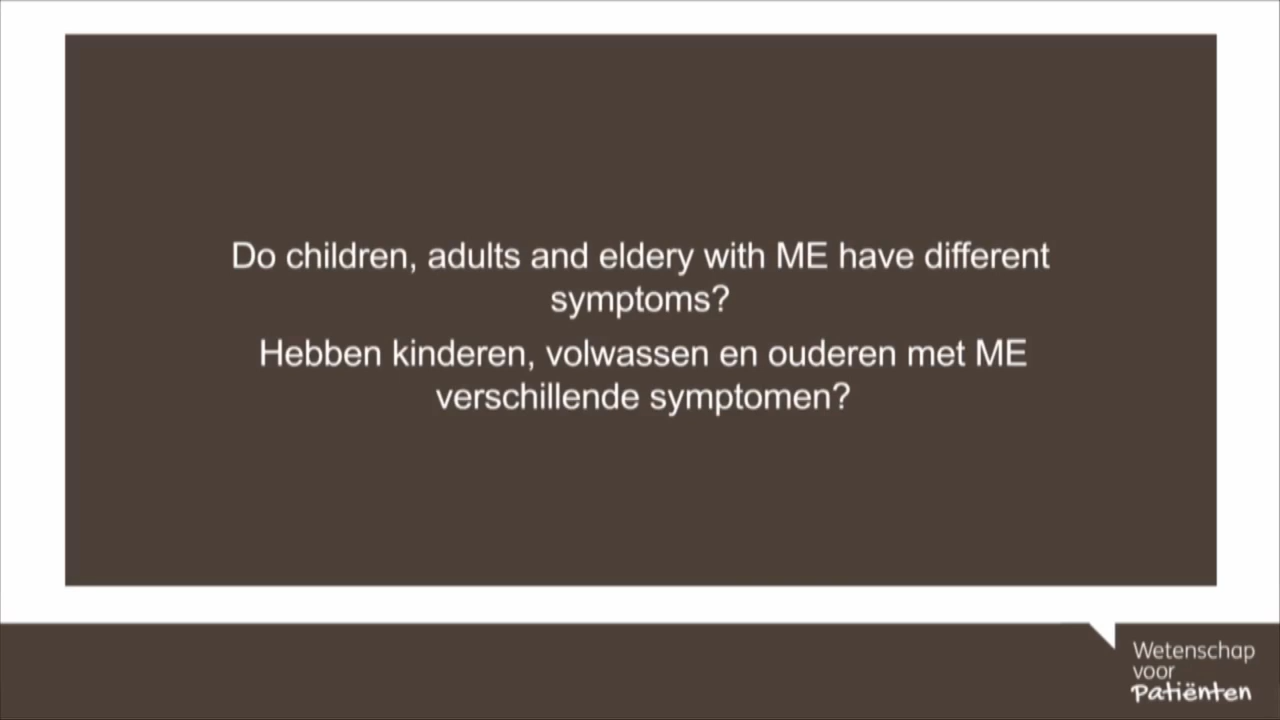 Do children, adults and eldery with ME have different
symptoms?
Hebben kinderen, volwassen en ouderen met ME
verschillende symptomen?
Wetenschap
voor
Patiënten